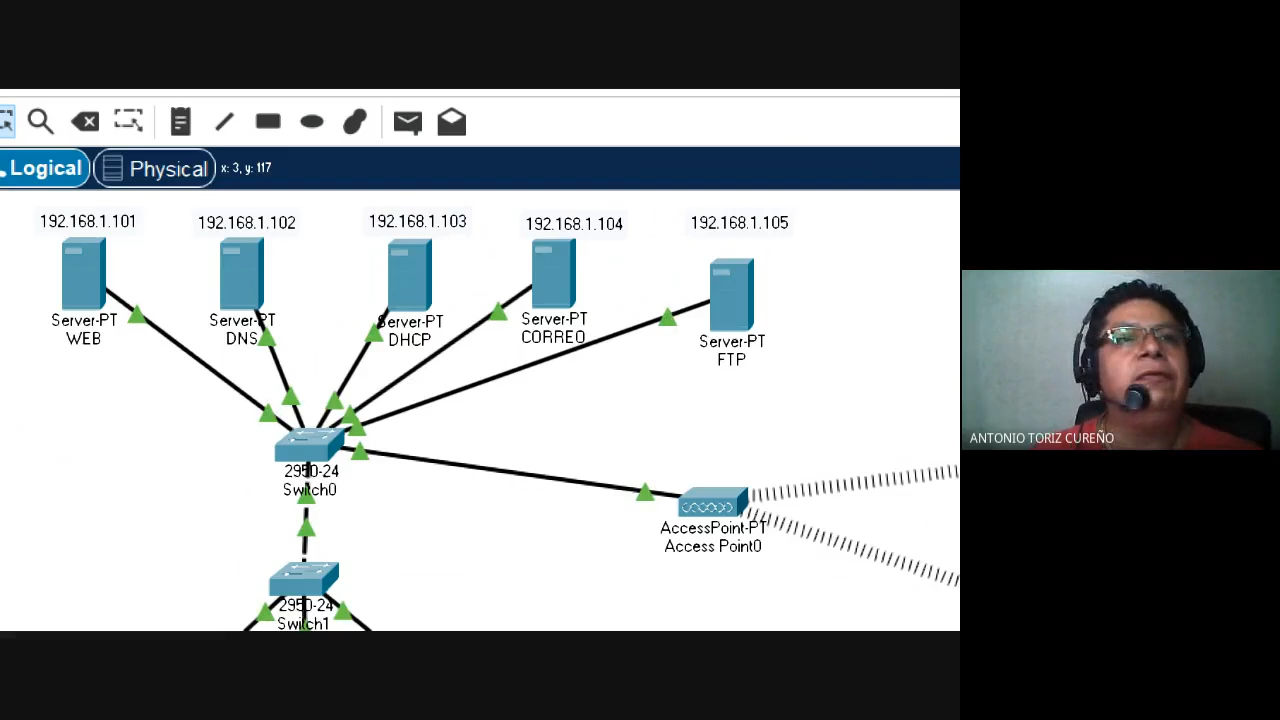 Logical
Physical
x: 3, y: 117
192.168.1.101
192.168.1.102
192.168.1.103
192.168.1.104
192.168.1.105
Server-PT
WEB
Server-PT
DNS
Server-PT
DHCP
Server-PT
CORREO
Server-PT
FTP
2950-24
Switch0
AccessPoint-PT
Access Point0
2950-24
Switch1
ANTONIO TORIZ CUREÑO